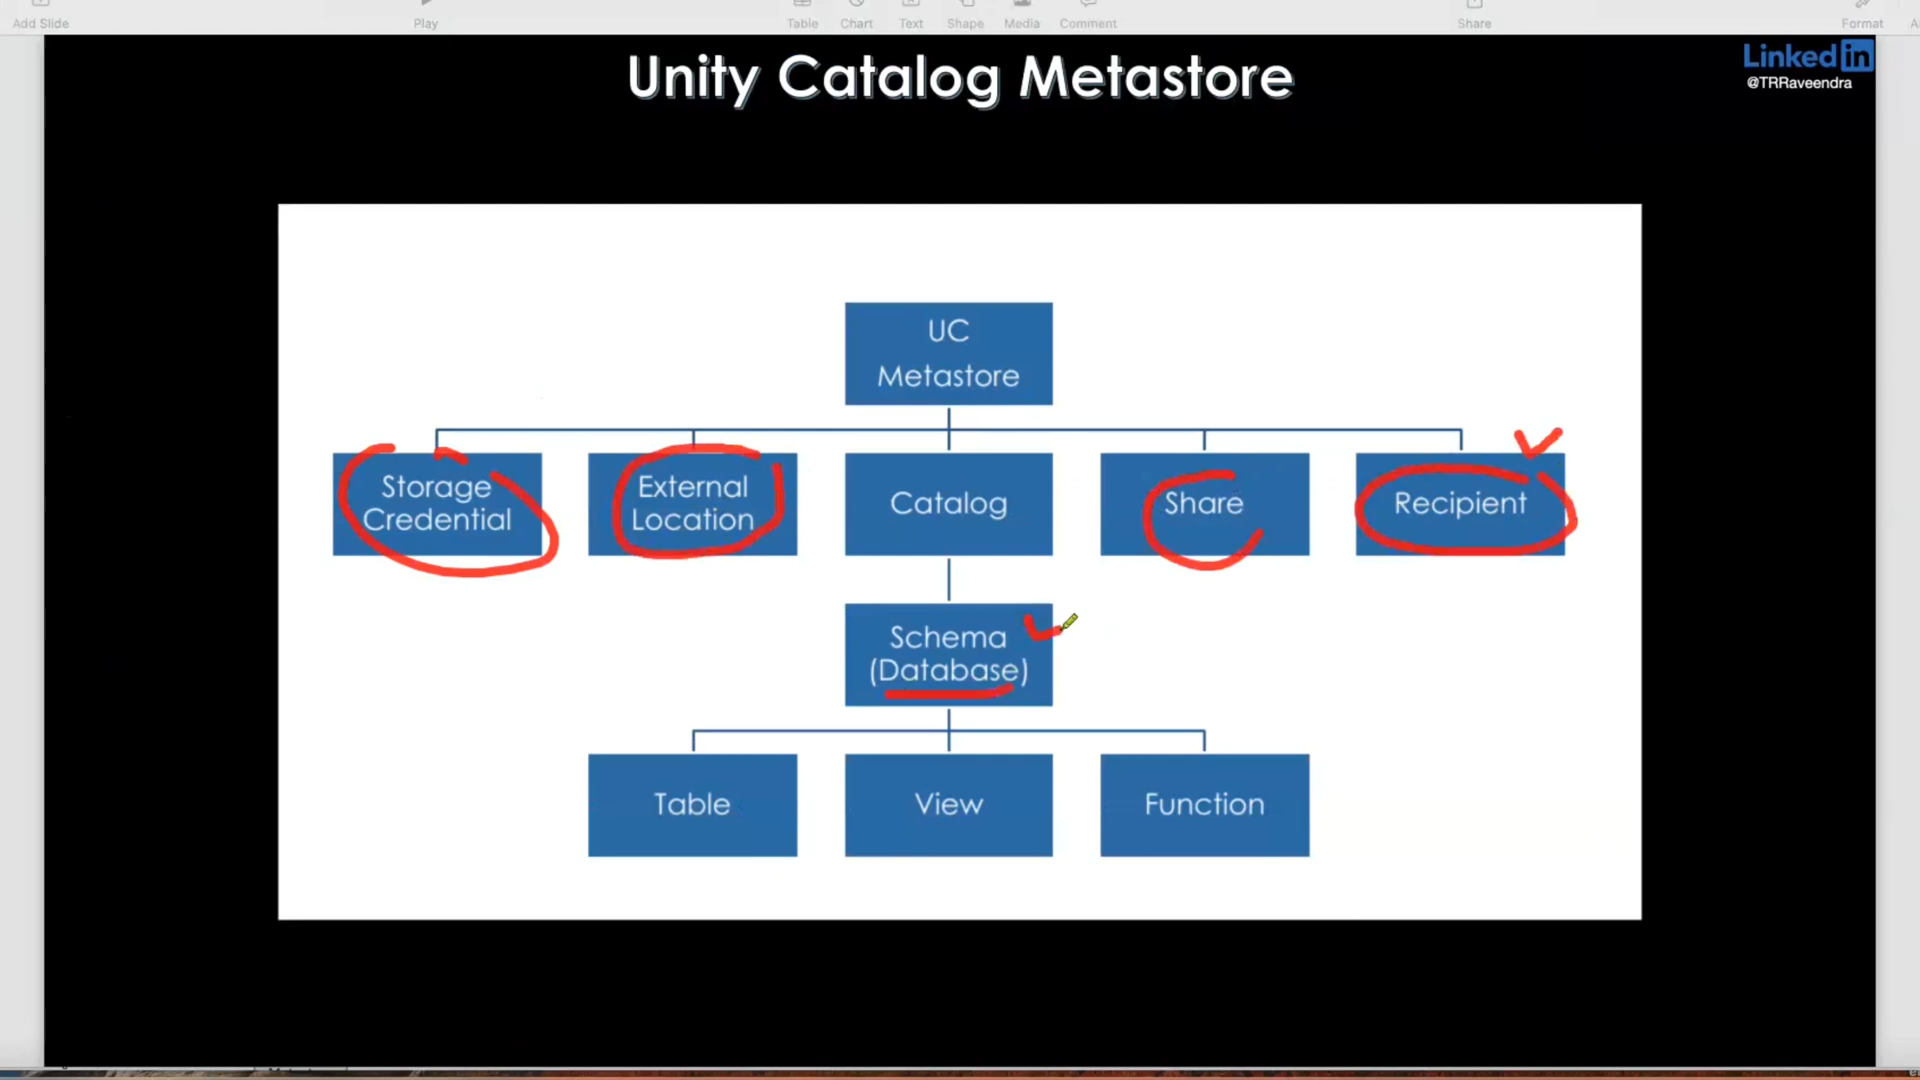 Add Slide
Play
Table
Chart
Text
Shape
Media
Comment
Share
Format
Unity Catalog Metastore
Linked in
@TRRaveendra
UC
Metastore
Storage
Credential
External
Location
Catalog
Share
Recipient
Schema
(Database)
Table
View
Function